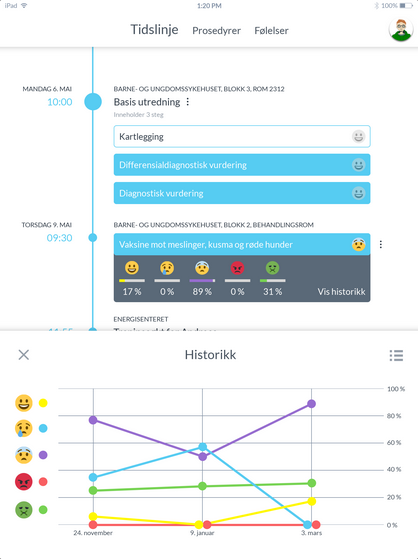 iPad
1:20 PM
100%
Tidslinje Prosedyrer Følelser
MANDAG 6. MAI
10:00
BARNE- OG UNGDOMSSYKEHUSET, BLOKK 3, ROM 2312
Basis utredning
Inneholder 3 steg
Kartlegging
Differensialdiagnostisk vurdering
Diagnostisk vurdering
TORSDAG 9. MAI
09:30
BARNE- OG UNGDOMSSYKEHUSET, BLOKK 2, BEHANDLINGSROM
Vaksine mot meslinger, kusma og røde hunder
17 % 0 % 89 % 0 % 31 % Vis historikk
ENERGISENTERET
Historikk
100 %
80 %
60 %
40 %
20 %
0 %
24. november 9. januar 3. mars